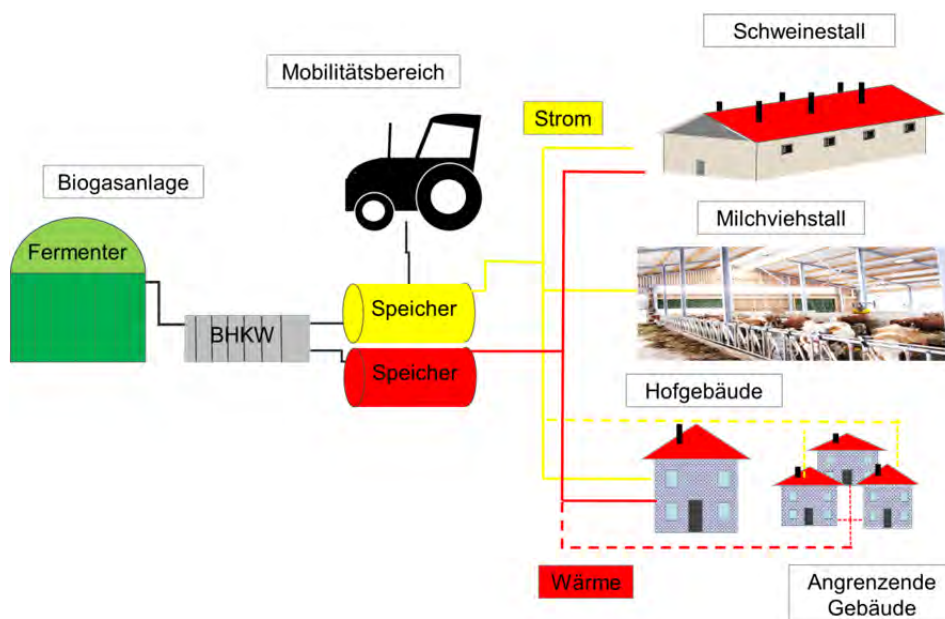 Schweinestall
Mobilitätsbereich
Strom
Biogasanlage
Milchviehstall
Fermenter
Speicher
BHKW
Speicher
Hofgebäude
Wärme
Angrenzende
Gebäude